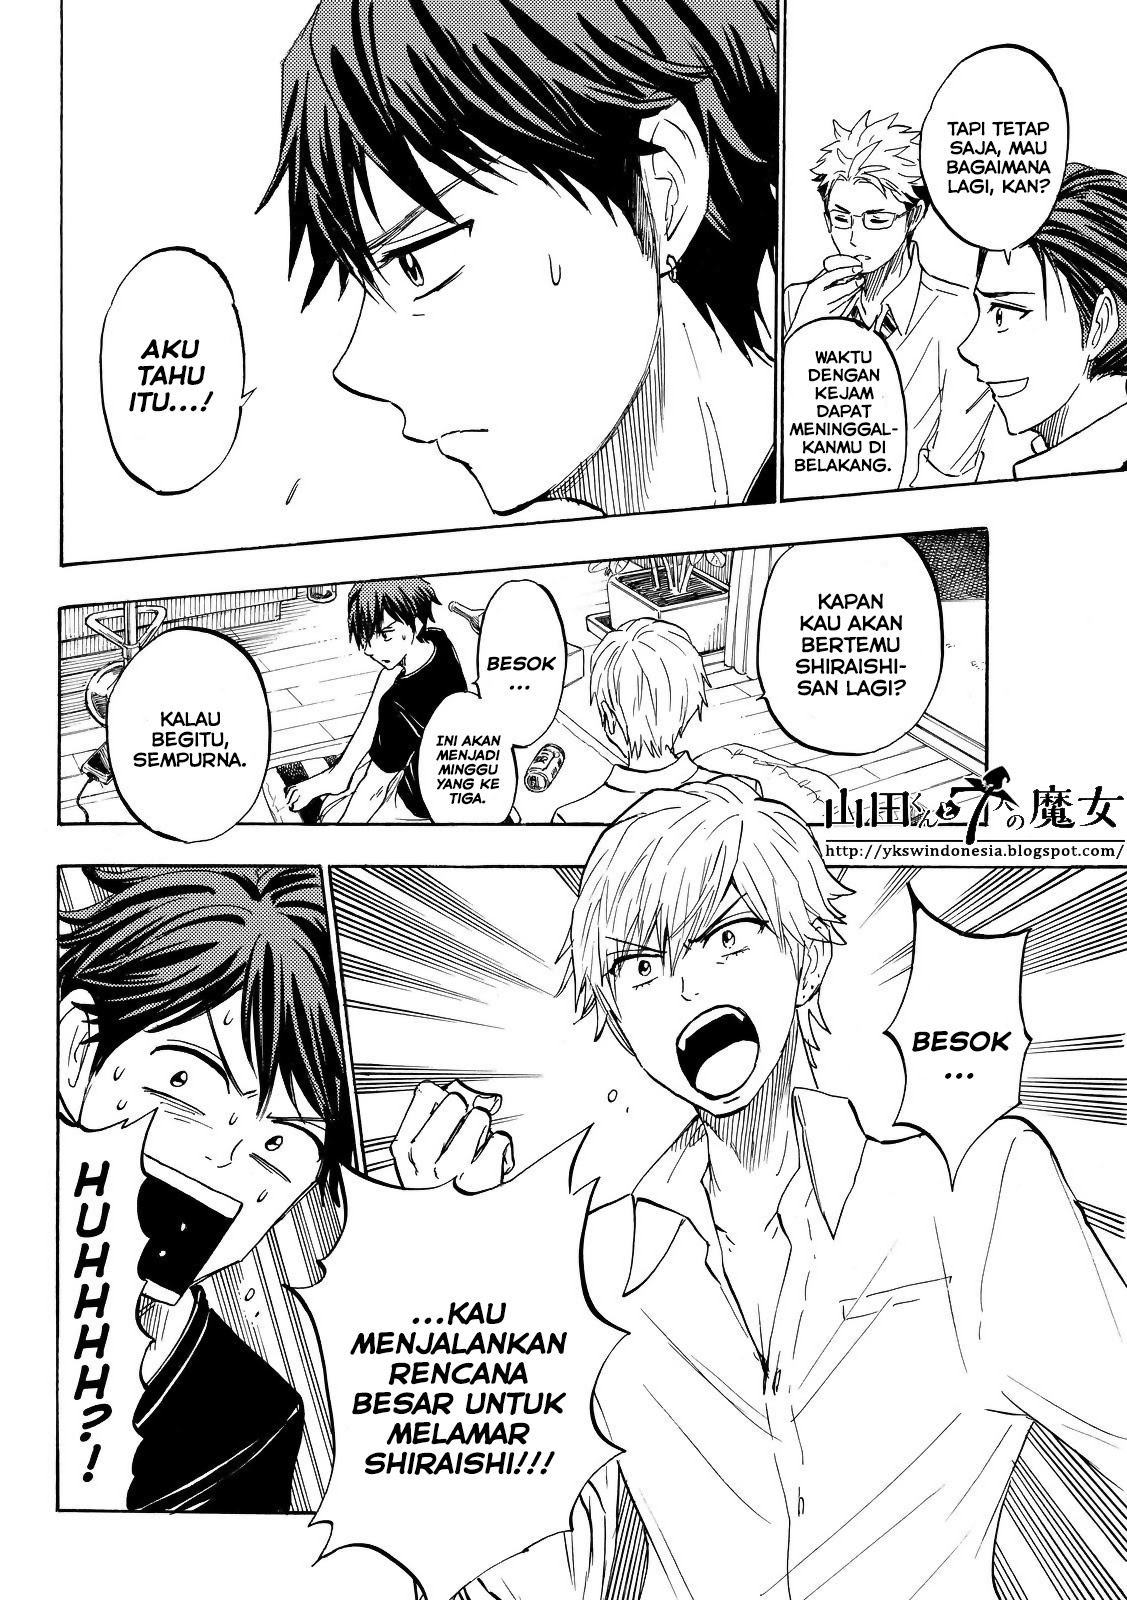 TAPI TETAP
SAJA, MAU
BAGAIMANA
LAGI, KAN?
WAKTU
DENGAN
KEJAM
DAPAT
MENINGGAL-
KANMU DI
BELAKANG.
AKU
TAHU
ITU...!
KAPAN
KAU AKAN
BERTEMU
SHIRAISHI-
SAN LAGI?
BESOK
...
INI AKAN
MENJADI
MINGGU
YANG KE
TIGA.
KALAU
BEGITU,
SEMPURNA.
山田くんと7人の魔女
http://ykswindonesia.blogspot.com/
BESOK
...
...KAU
MENJALANKAN
RENCANA
BESAR UNTUK
MELAMAR
SHIRAISHI!!!
HUHHHH?!